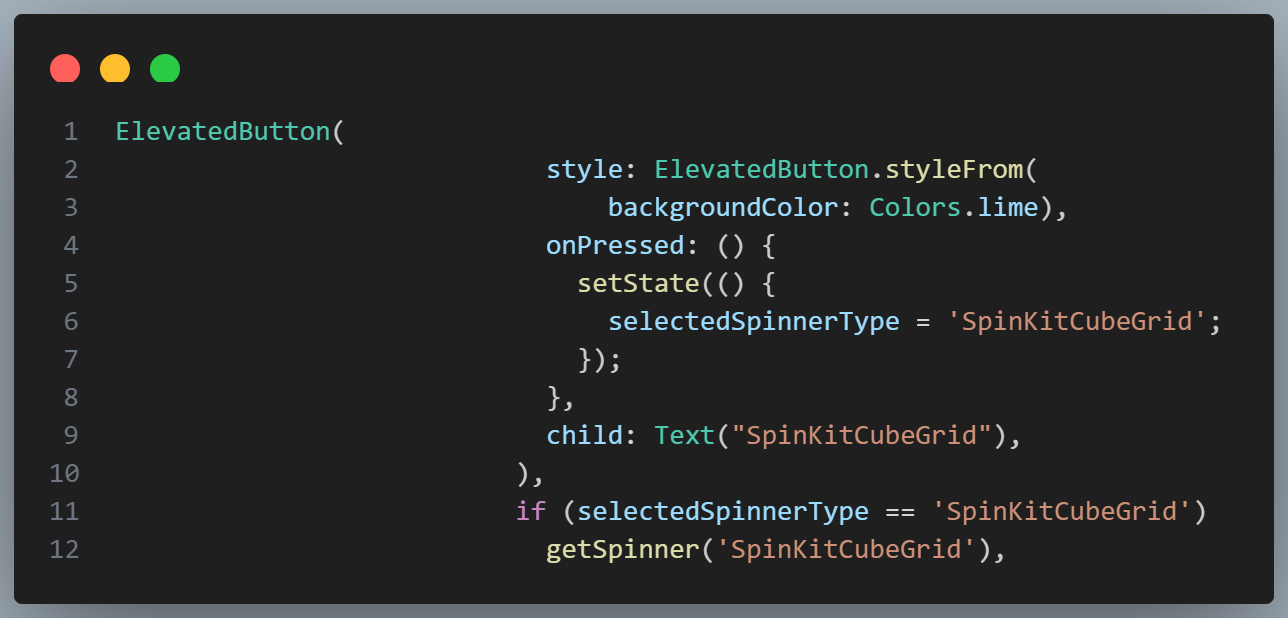 1 ElevatedButton(
2 style: ElevatedButton.styleFrom(
3 backgroundColor: Colors.lime),
4 onPressed: () {
5 setState(() {
6 selectedSpinnerType = 'SpinKitCubeGrid';
7 });
8 },
9 child: Text("SpinKitCubeGrid"),
10 ),
11 if (selectedSpinnerType == 'SpinKitCubeGrid')
12 getSpinner('SpinKitCubeGrid'),